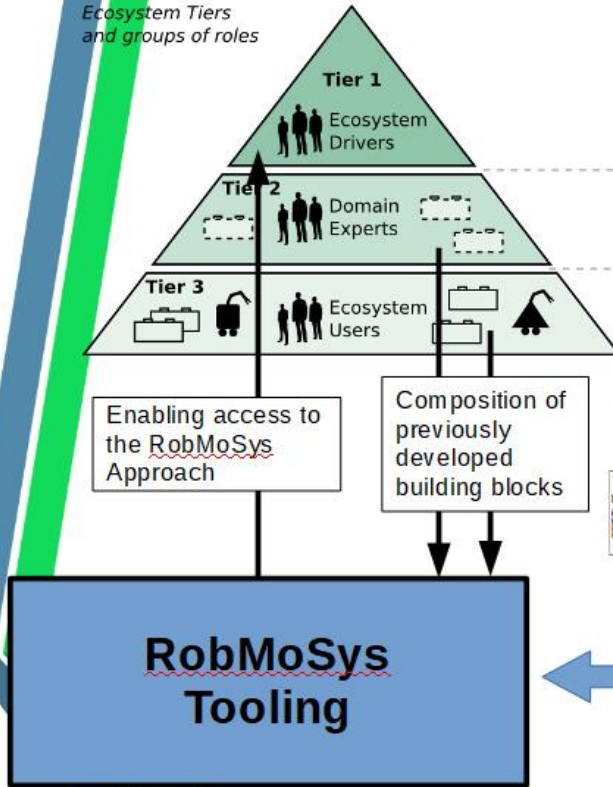 Ecosystem Tiers
and groups of roles
Tier 1
Ecosystem
Drivers
Tier 2
Domain
Experts
Tier 3
Ecosystem
Users
Enabling access to
the RobMoSys
Approach
Composition of
previously
developed
building blocks
RobMoSys
Tooling